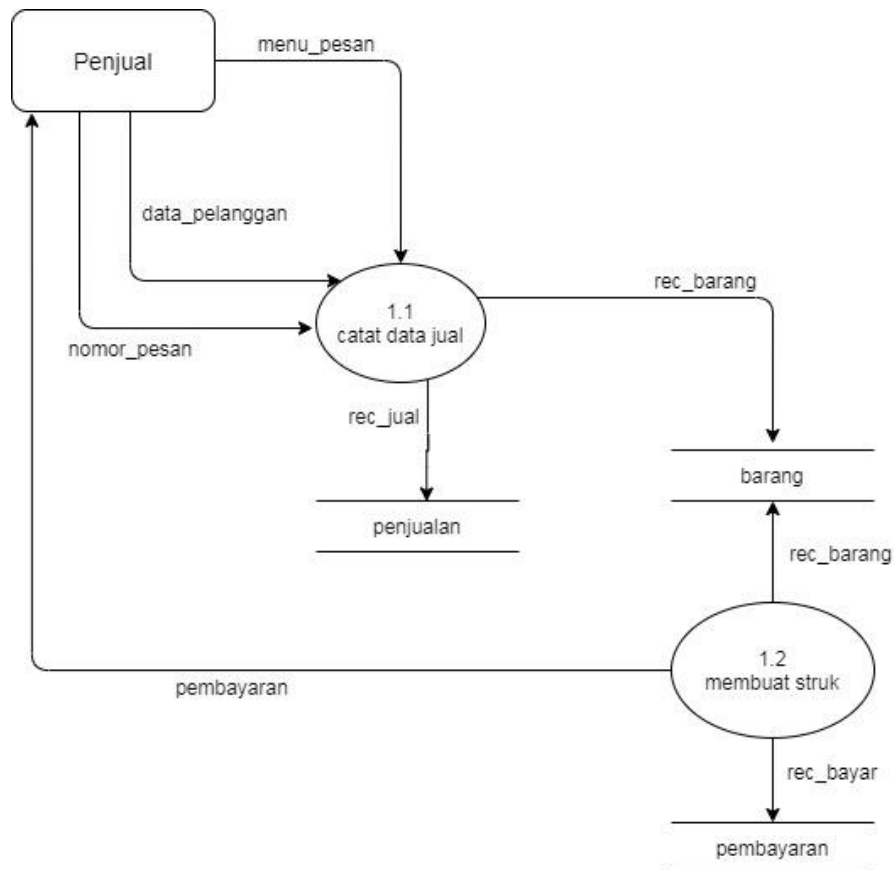 menu_pesan
Penjual
data_pelanggan
rec_barang
1.1
catat data jual
nomor_pesan
rec_jual
barang
penjualan
rec_barang
1.2
membuat struk
pembayaran
rec_bayar
pembayaran